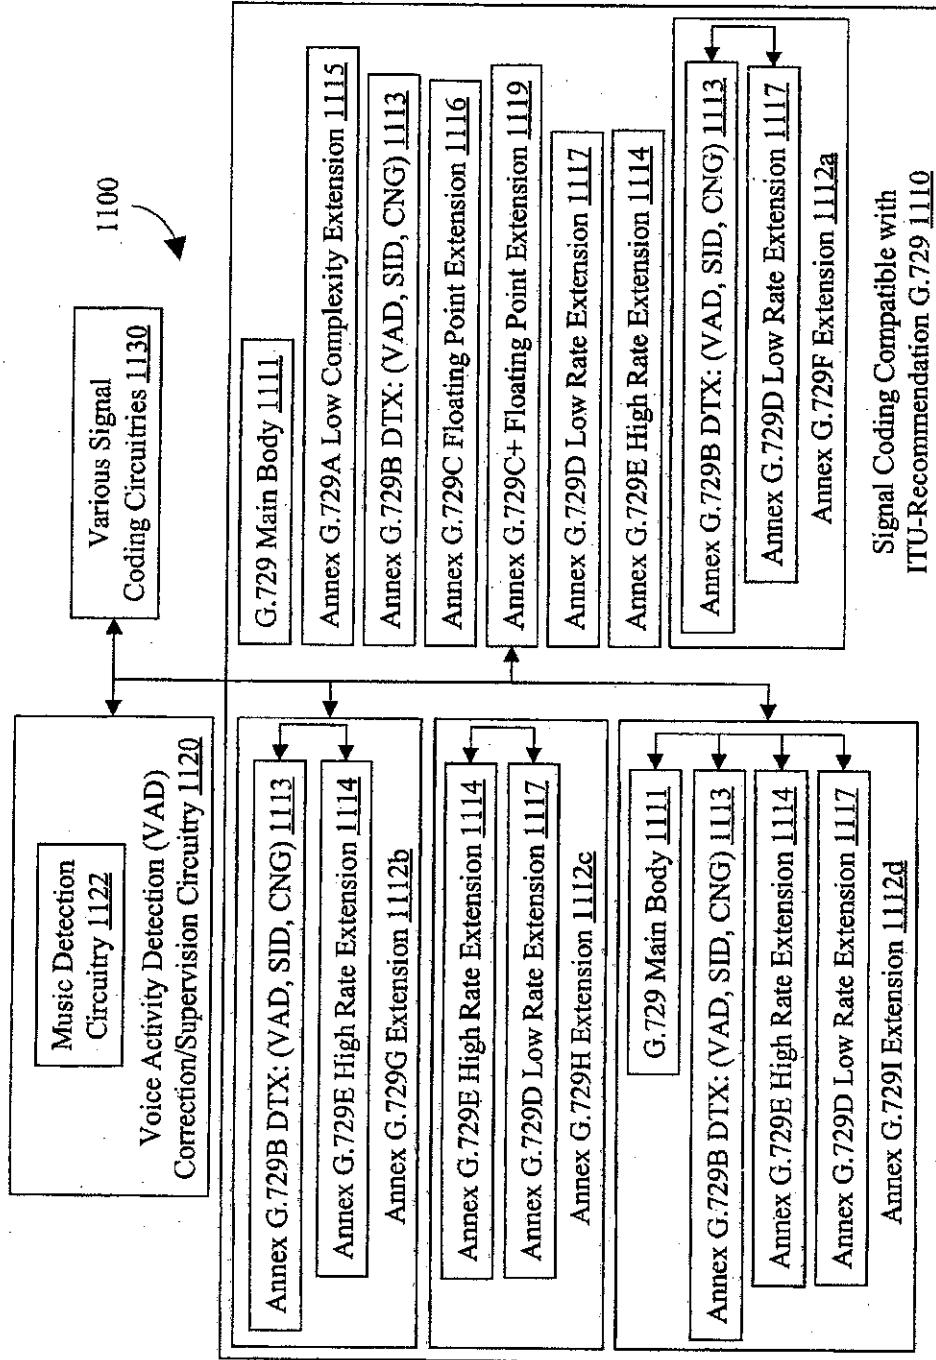 1100
Music Detection
Circuitry 1122
Voice Activity Detection (VAD)
Correction/Supervision Circuitry 1120
Various Signal
Coding Circuitries 1130
Annex G.729B DTX: (VAD, SID, CNG) 1113
Annex G.729E High Rate Extension 1114
Annex G.729G Extension 1112b
Annex G.729E High Rate Extension 1114
Annex G.729D Low Rate Extension 1117
Annex G.729H Extension 1112c
G.729 Main Body 1111
Annex G.729B DTX: (VAD, SID, CNG) 1113
Annex G.729E High Rate Extension 1114
Annex G.729D Low Rate Extension 1117
Annex G.729I Extension 1112d
G.729 Main Body 1111
Annex G.729A Low Complexity Extension 1115
Annex G.729B DTX: (VAD, SID, CNG) 1113
Annex G.729C Floating Point Extension 1116
Annex G.729C+ Floating Point Extension 1119
Annex G.729D Low Rate Extension 1117
Annex G.729E High Rate Extension 1114
Annex G.729B DTX: (VAD, SID, CNG) 1113
Annex G.729D Low Rate Extension 1117
Annex G.729F Extension 1112a
Signal Coding Compatible with
ITU-Recommendation G.729 1110